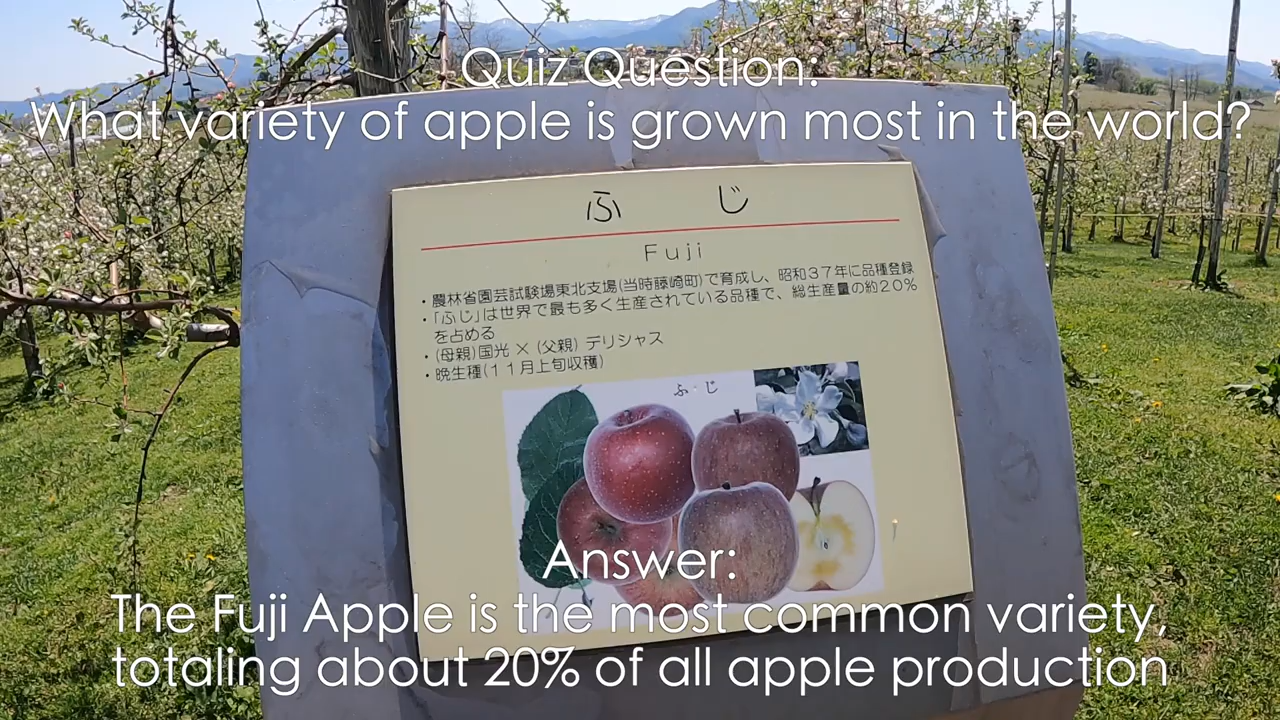 Quiz Question:
What variety of apple is grown most in the world?
ふじ
Fuji
・農林省園芸試験場東北支場(当時藤崎町)で育成し、昭和37年に品種登録
・「ふじ」は世界で最も多く生産されている品種で、総生産量の約20%
を占める
・(母親)国光×(父親)デリシャス
・晩生種(11月上旬収穫)
ふじ
Answer:
The Fuji Apple is the most common variety,
totaling about 20% of all apple production